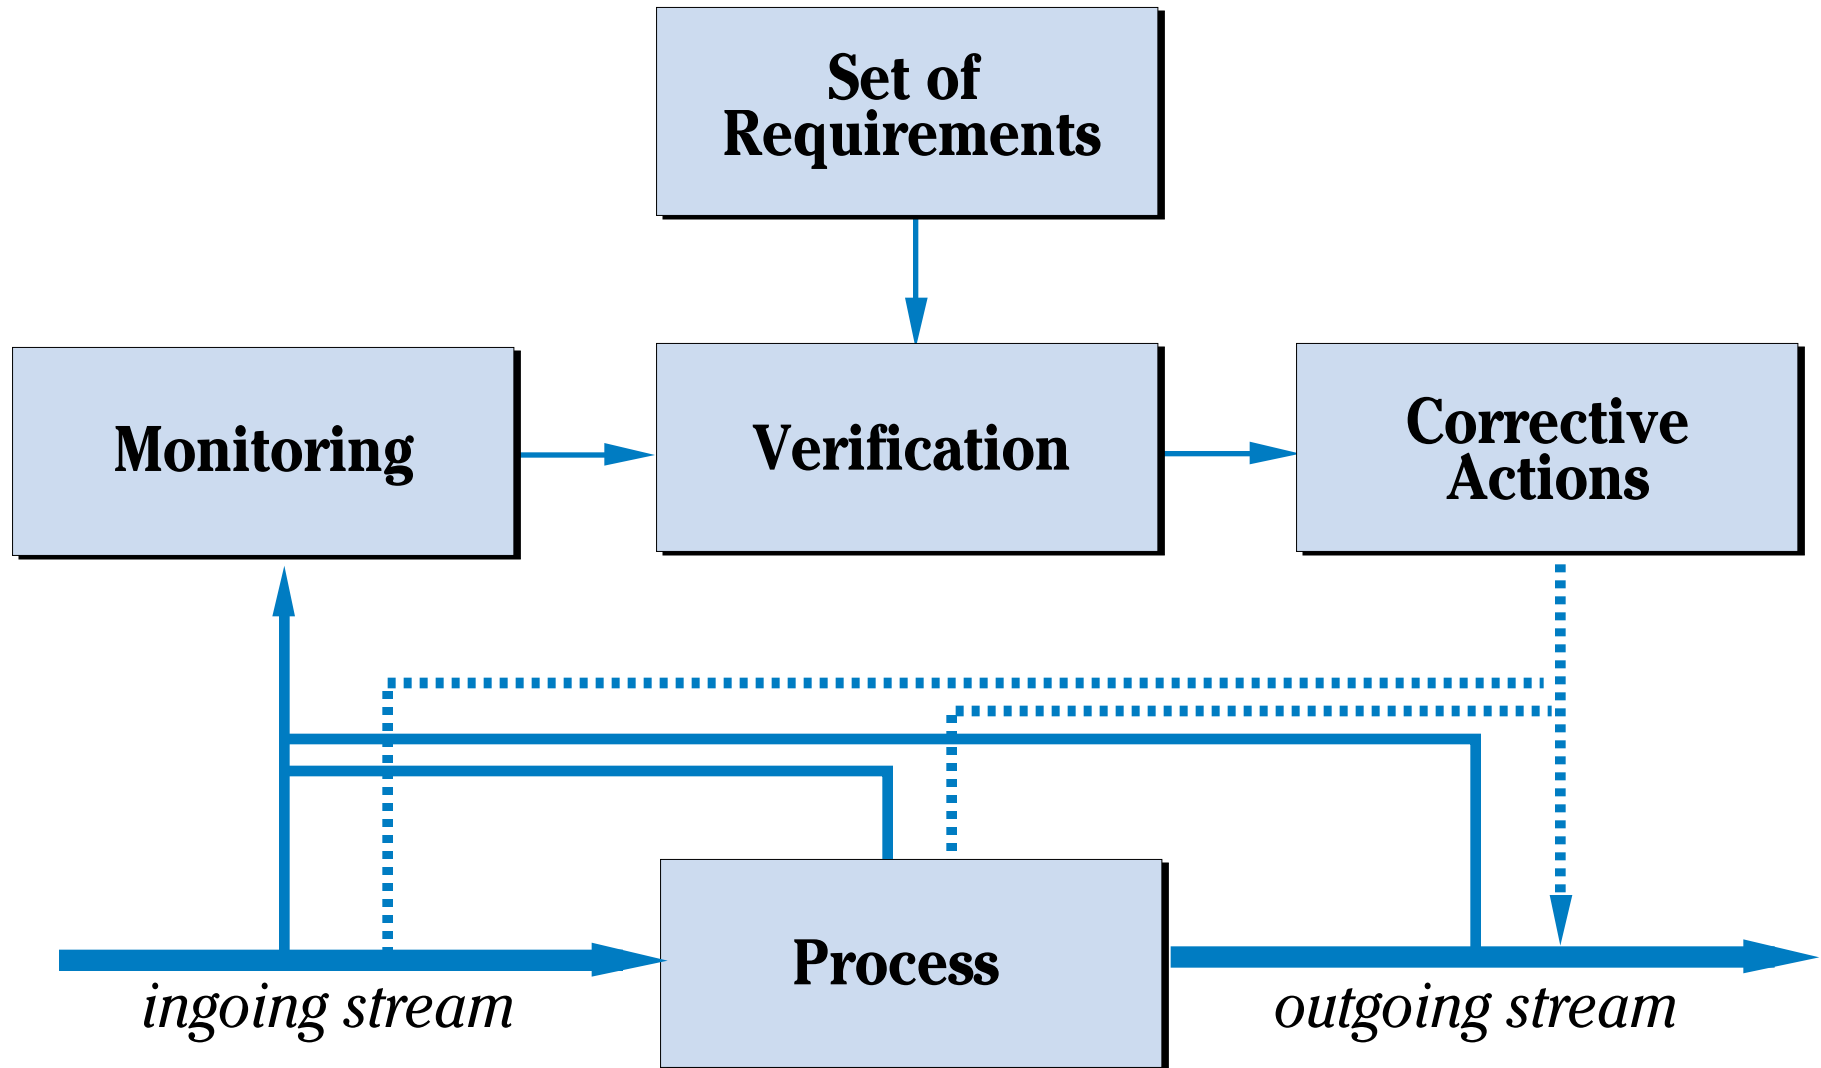 Set of
Requirements
Monitoring
Verification
Corrective
Actions
Process
ingoing stream
outgoing stream